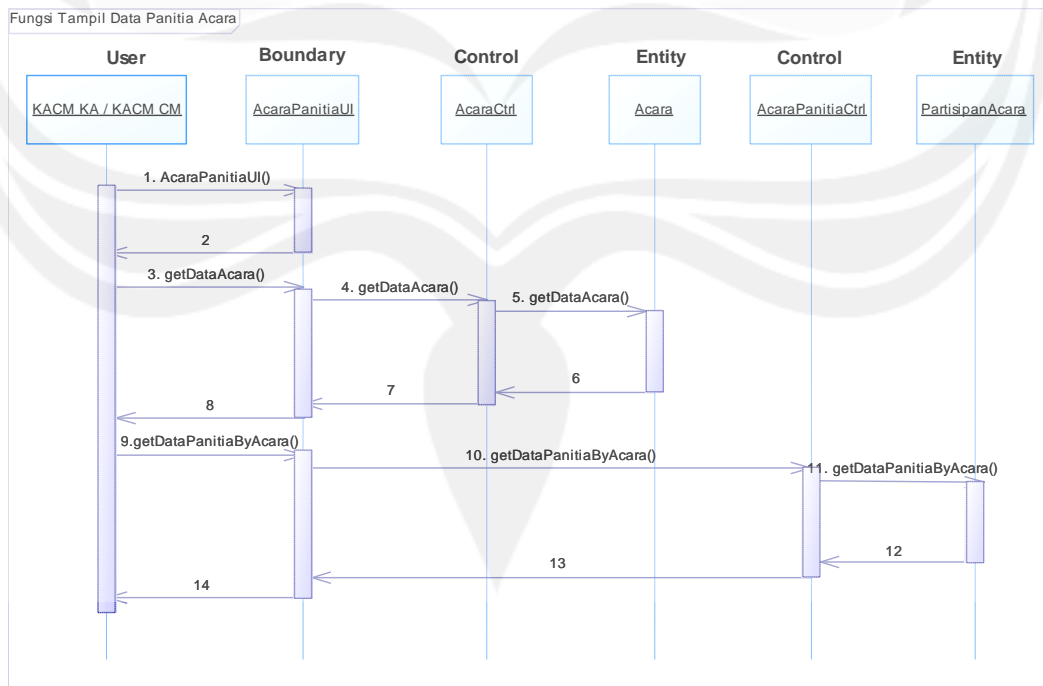 Fungsi Tampil Data Panitia Acara
User
Boundary
Control
Entity
Control
Entity
KACM KA / KACM CM
AcaraPanitiaUI
AcaraCtrl
Acara
AcaraPanitiaCtrl
PartisipanAcara
1. AcaraPanitiaUI()
2
3. getDataAcara()
4. getDataAcara()
5. getDataAcara()
6
7
8
9.getDataPanitiaByAcara()
10. getDataPanitiaByAcara()
11. getDataPanitiaByAcara()
12
13
14